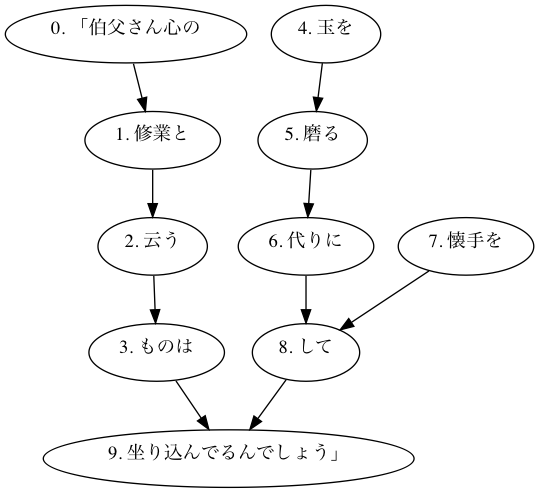 0. 「伯父さん心の
4. 玉を
1. 修業と
5. 磨る
2. 云う
6. 代りに
7. 懐手を
3. ものは
8. して
9. 坐り込んでるんでしょう」